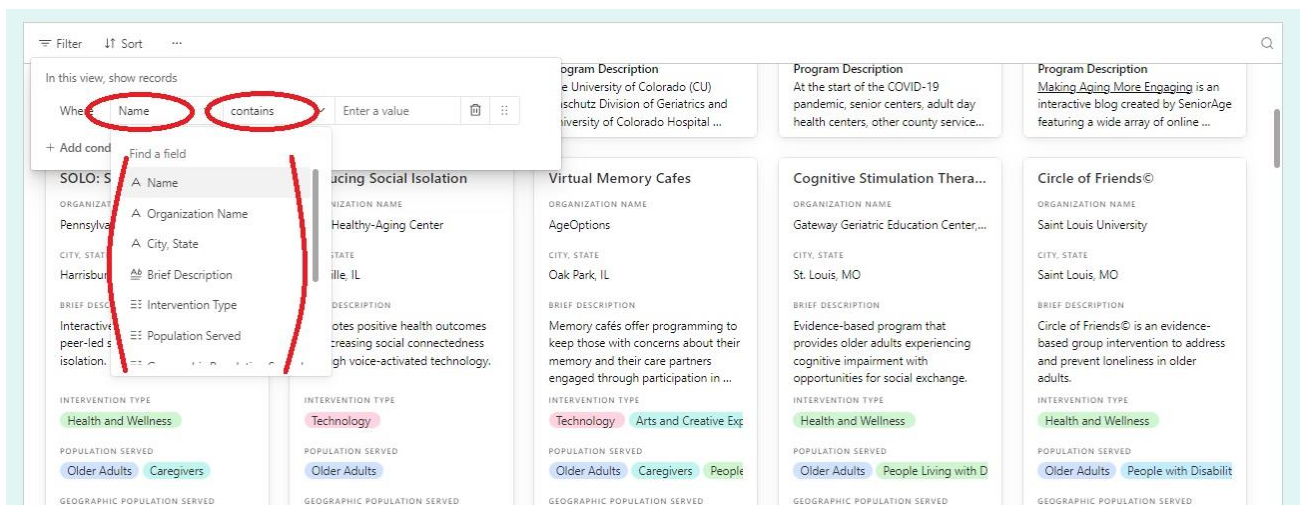 Filter Sort ...
In this view, show records
Where Name contains Enter a value
+ Add cond
Find a field
Name
Organization Name
City, State
Brief Description
Intervention Type
Population Served
ogram Description
University of Colorado (CU)
schutz Division of Geriatrics and
iversity of Colorado Hospital ...
Program Description
At the start of the COVID-19
pandemic, senior centers, adult day
health centers, other county service...
Program Description
Making Aging More Engaging is an
interactive blog created by SeniorAge
featuring a wide array of online ...
SOLO: S
ORGANIZAT
Pennsylva
CITY, STAT
Harrisbur
BRIEF DESC
Interactive
peer-led s
isolation.
INTERVENTION TYPE
Health and Wellness
POPULATION SERVED
Older Adults Caregivers
GEOGRAPHIC POPULATION SERVED
ucing Social Isolation
NIZATION NAME
Healthy-Aging Center
STATE
ille, IL
DESCRIPTION
otes positive health outcomes
creasing social connectedness
gh voice-activated technology.
INTERVENTION TYPE
Technology
POPULATION SERVED
Older Adults
GEOGRAPHIC POPULATION SERVED
Virtual Memory Cafes
ORGANIZATION NAME
AgeOptions
CITY, STATE
Oak Park, IL
BRIEF DESCRIPTION
Memory cafés offer programming to
keep those with concerns about their
memory and their care partners
engaged through participation in ...
INTERVENTION TYPE
Technology Arts and Creative Exp
POPULATION SERVED
Older Adults Caregivers People
GEOGRAPHIC POPULATION SERVED
Cognitive Stimulation Thera...
ORGANIZATION NAME
Gateway Geriatric Education Center,...
CITY, STATE
St. Louis, MO
BRIEF DESCRIPTION
Evidence-based program that
provides older adults experiencing
cognitive impairment with
opportunities for social exchange.
INTERVENTION TYPE
Health and Wellness
POPULATION SERVED
Older Adults People Living with D
GEOGRAPHIC POPULATION SERVED
Circle of Friends©
ORGANIZATION NAME
Saint Louis University
CITY, STATE
Saint Louis, MO
BRIEF DESCRIPTION
Circle of Friends© is an evidence-
based group intervention to address
and prevent loneliness in older
adults.
INTERVENTION TYPE
Health and Wellness
POPULATION SERVED
Older Adults People with Disabilit
GEOGRAPHIC POPULATION SERVED